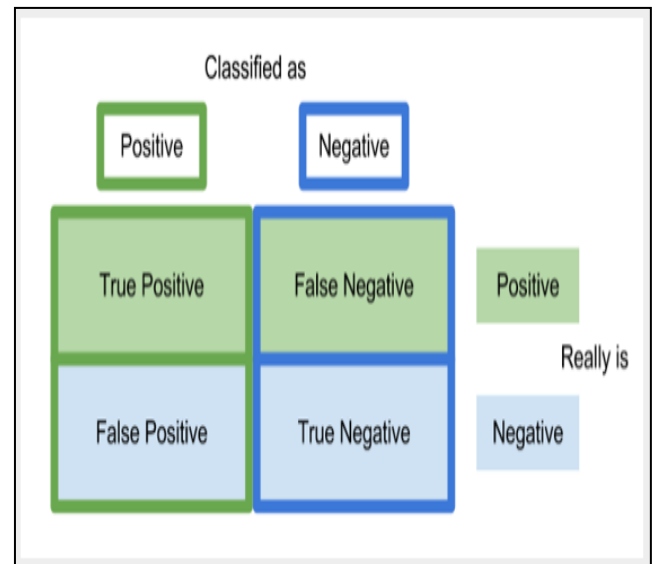 Classified as
Positive Negative
True Positive False Negative Positive
Really is
False Positive True Negative Negative